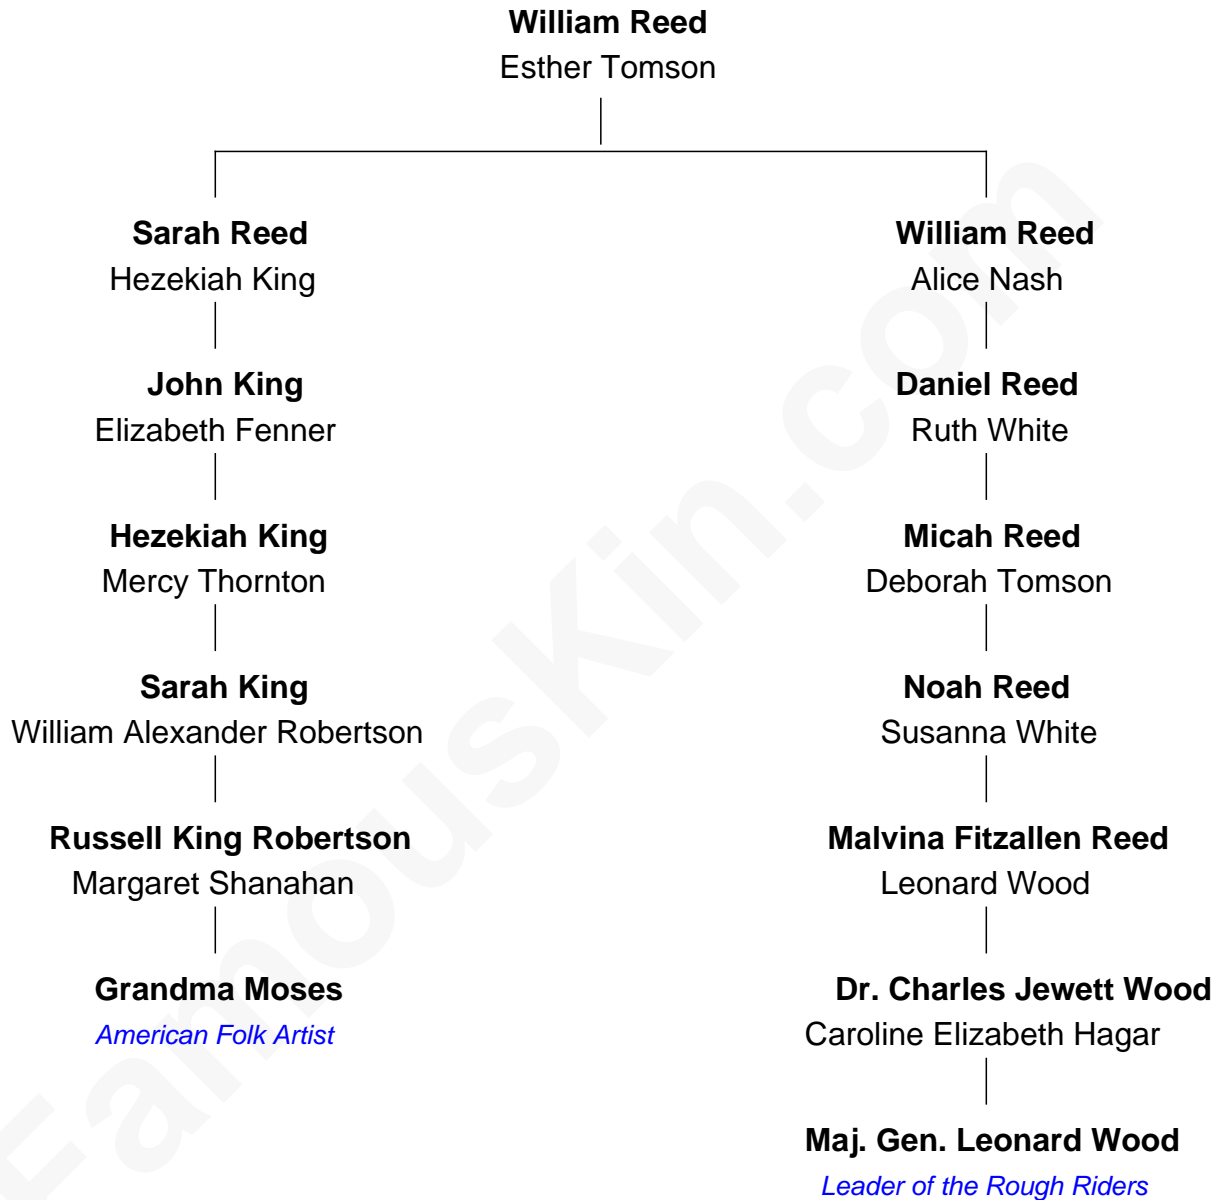 William Reed
Esther Tomson
Sarah Reed
Hezekiah King
William Reed
Alice Nash
John King
Elizabeth Fenner
Daniel Reed
Ruth White
Hezekiah King
Mercy Thornton
Micah Reed
Deborah Tomson
Sarah King
William Alexander Robertson
Noah Reed
Susanna White
Russell King Robertson
Margaret Shanahan
Malvina Fitzallen Reed
Leonard Wood
Grandma Moses
American Folk Artist
Dr. Charles Jewett Wood
Caroline Elizabeth Hagar
Maj. Gen. Leonard Wood
Leader of the Rough Riders
FamousKin.com